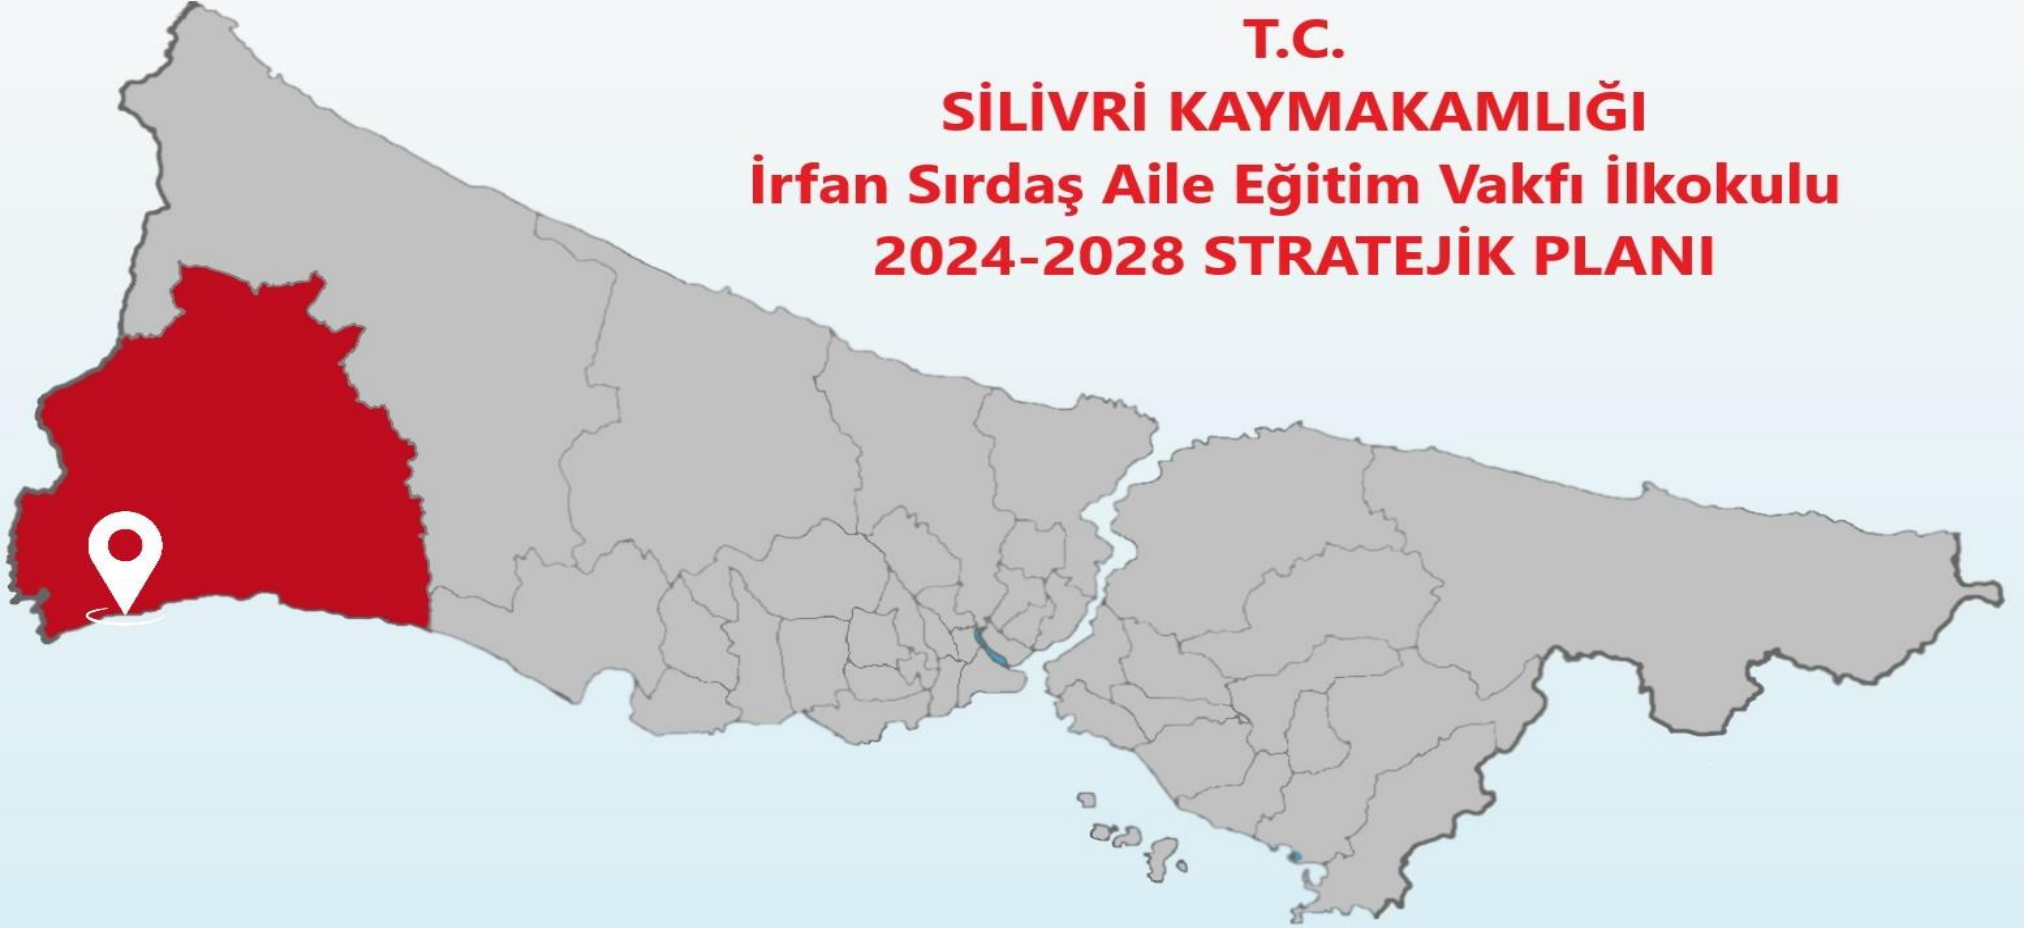 T.C.
SİLİVRİ KAYMAKAMLIĞI
İrfan Sırdaş Aile Eğitim Vakfı İlkokulu
2024-2028 STRATEJİK PLANI